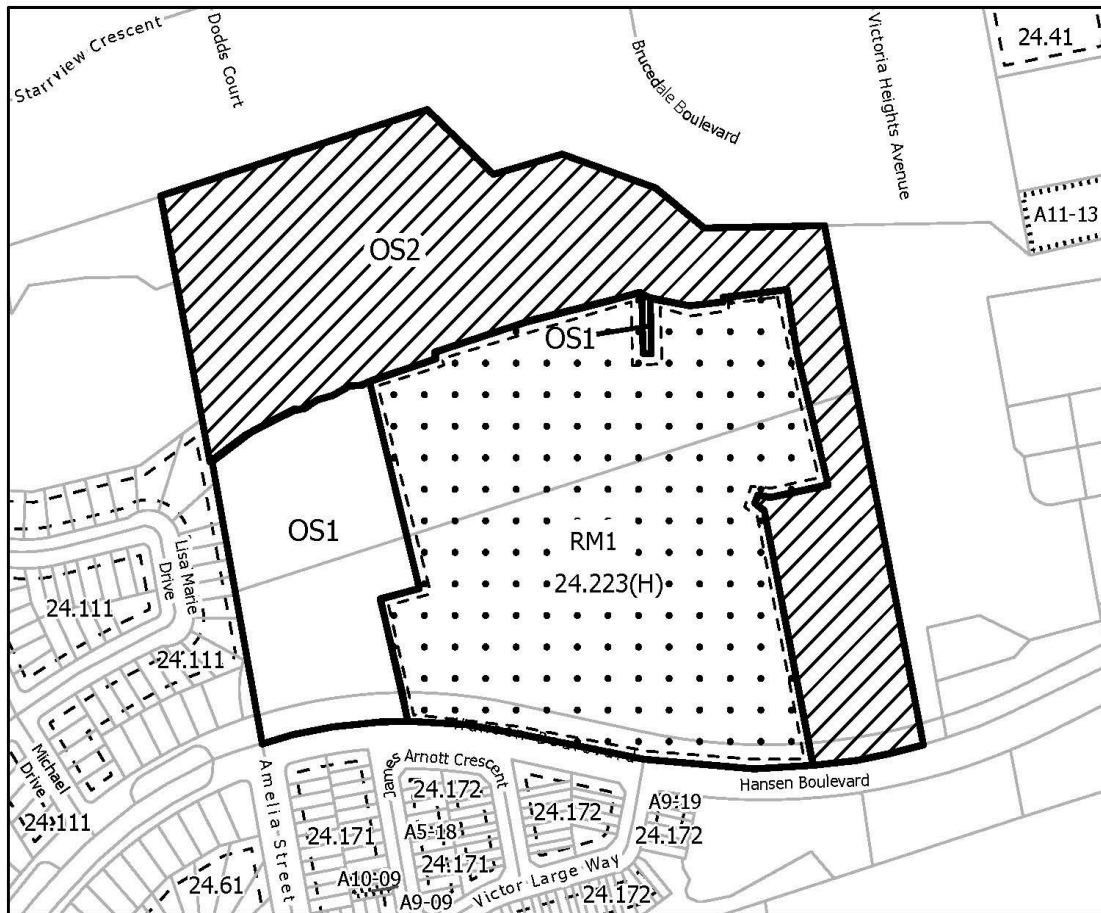 Starrview Crescent
Dodds Court
Brucedale Boulevard
Victoria Heights Avenue
24.41
A11-13
OS2
OS1
OS1
RM1
24.223(H)
Lisa Marie
Drive
24.111
24.111
Michael
Drive
24.111
Amelia Street
James Arnott Crescent
Hansen Boulevard
24.172
24.172
A9-19
24.172
24.171
A5-18
24.171
Victor Large Way
24.61
A10-09
A9-09
24.172